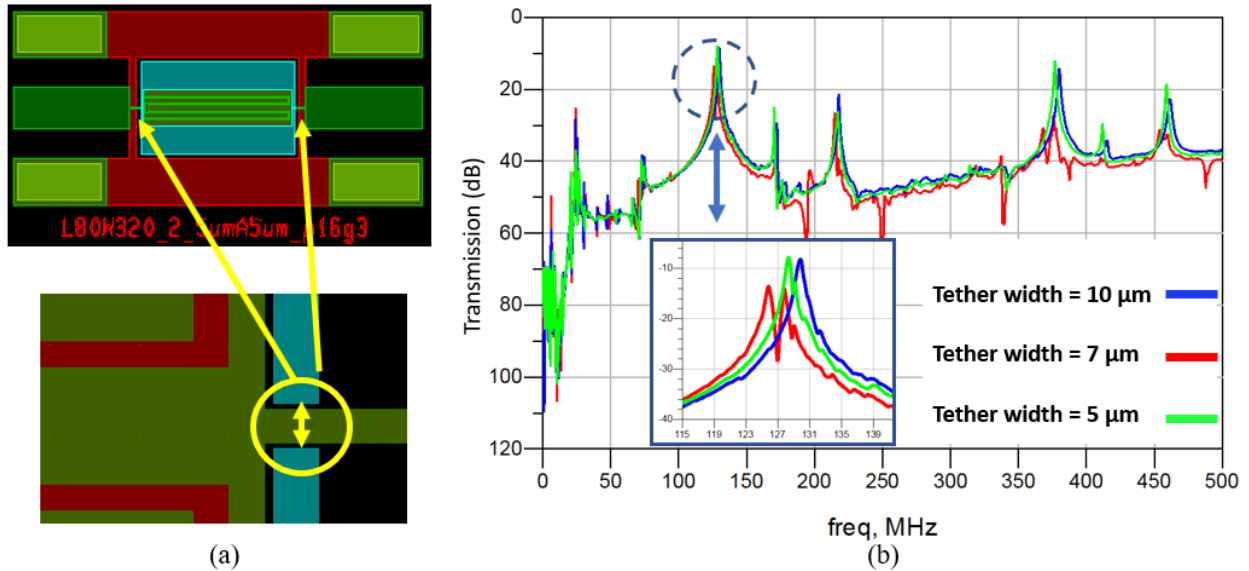 L80W320_2_5umA5um_p16g3
(a)
Transmission (dB)
0
20
40
60
80
100
120
0 50 100 150 200 250 300 350 400 450 500
freq, MHz
-10
-20
-30
-40
115 119 123 127 131 135 139
Tether width = 10 μm
Tether width = 7 μm
Tether width = 5 μm
(b)